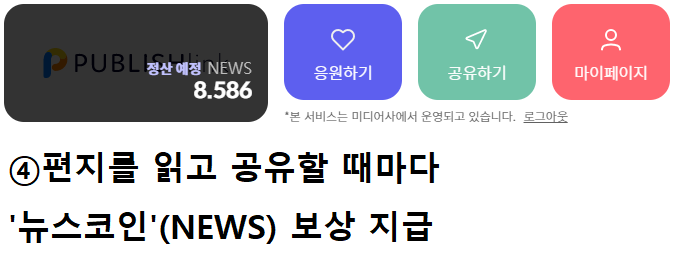 PUBLISHlink
정산 예정 NEWS
8.586
응원하기
공유하기
마이페이지
*본 서비스는 미디어사에서 운영되고 있습니다. 로그아웃
④편지를 읽고 공유할 때마다
'뉴스코인'(NEWS) 보상 지급